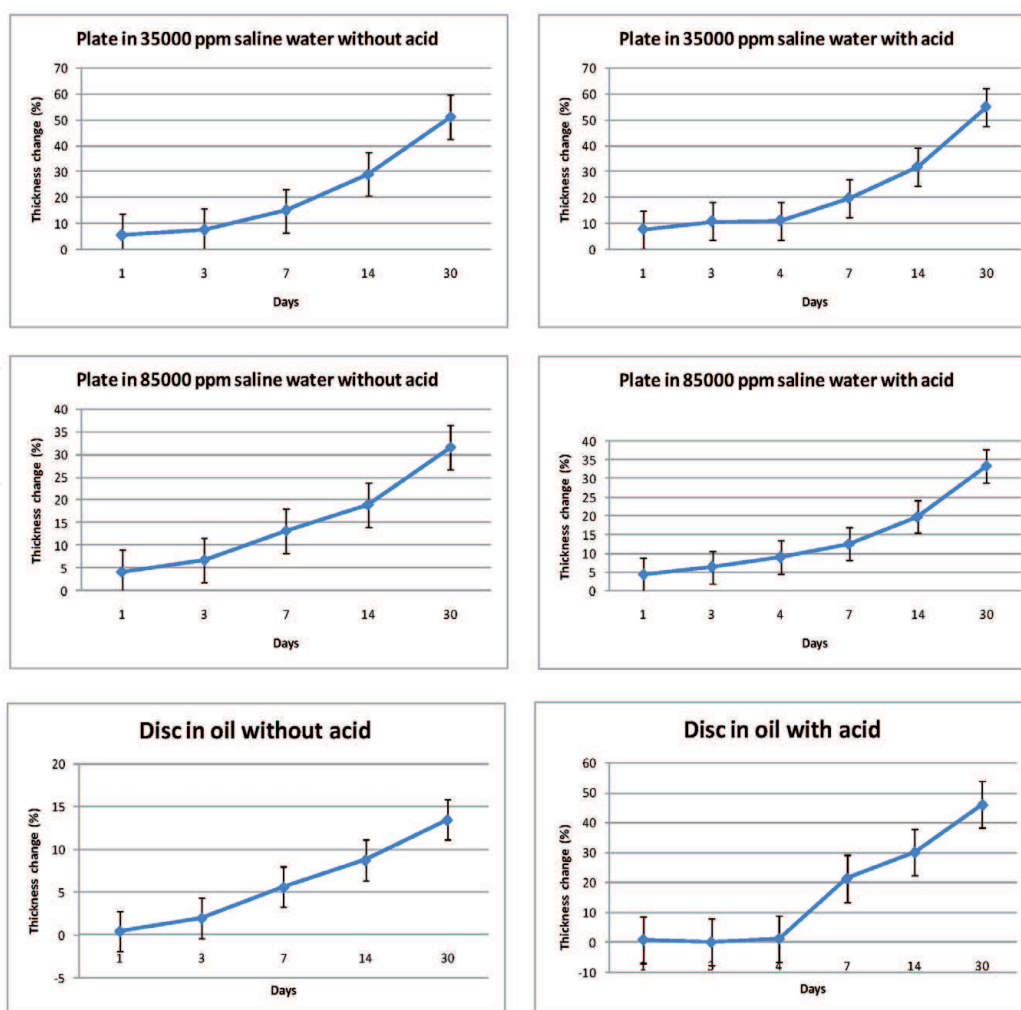 Plate in 35000 ppm saline water without acid
Thickness change (%)
70
60
50
40
30
20
10
0
1 3 7 14 30
Days
Plate in 35000 ppm saline water with acid
Thickness change (%)
70
60
50
40
30
20
10
0
1 3 4 7 14 30
Days
Plate in 85000 ppm saline water without acid
Thickness change (%)
40
35
30
25
20
15
10
5
0
1 3 7 14 30
Days
Plate in 85000 ppm saline water with acid
Thickness change (%)
40
35
30
25
20
15
10
5
0
1 3 4 7 14 30
Days
Disc in oil without acid
Thickness change (%)
20
15
10
5
0
-5
1 3 7 14 30
Days
Disc in oil with acid
Thickness change (%)
60
50
40
30
20
10
0
-10
1 3 4 7 14 30
Days